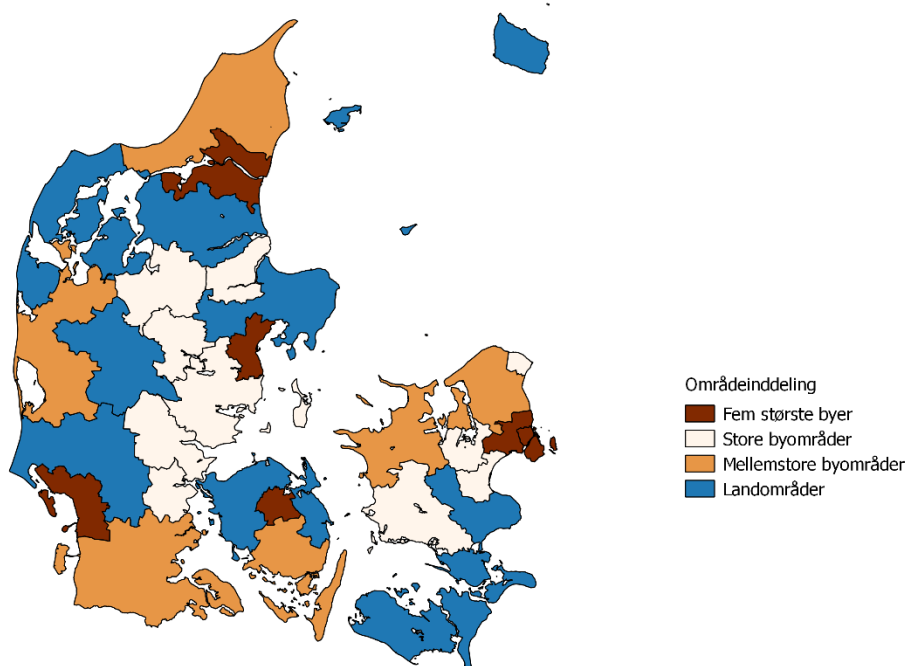 Områdeinddeling
Fem største byer
Store byområder
Mellemstore byområder
Landområder